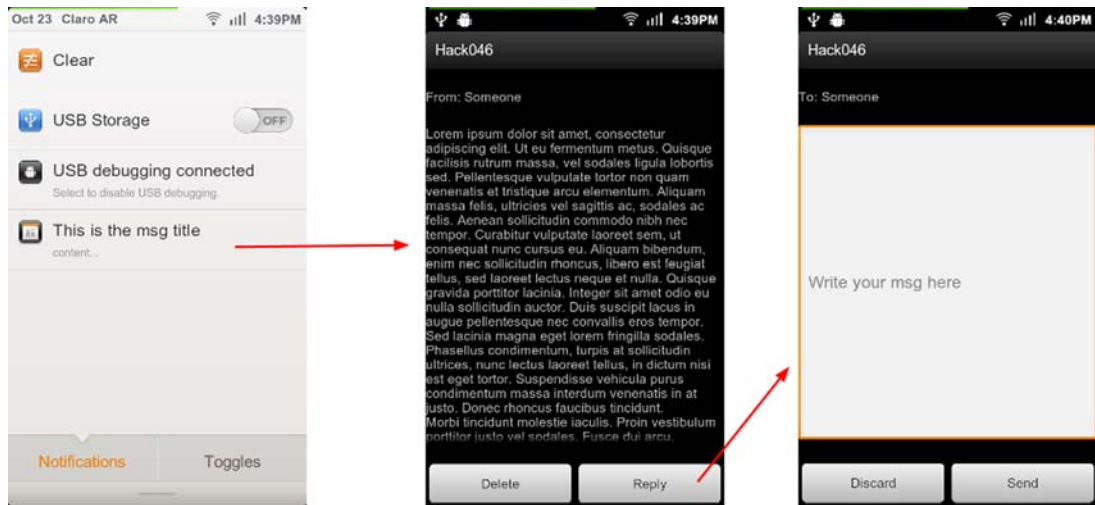 Oct 23 Claro AR 4:39PM
Clear
USB Storage OFF
USB debugging connected
Select to disable USB debugging.
This is the msg title
content...
Notifications Toggles
4:39PM
Hack046
From: Someone
Lorem ipsum dolor sit amet, consectetur
adipiscing elit. Ut eu fermentum metus. Quisque
facilisis rutrum massa, vel sodales ligula lobortis
sed. Pellentesque vulputate tortor non quam
venenatis et tristique arcu elementum. Aliquam
massa felis, ultricies vel sagittis ac, sodales ac
felis. Aenean sollicitudin commodo nibh nec
tempor. Curabitur vulputate laoreet sem, ut
consequat nunc cursus eu. Aliquam bibendum,
enim nec sollicitudin rhoncus, libero est feugiat
tellus, sed laoreet lectus neque et nulla. Quisque
gravida porttitor lacinia. Integer sit amet odio eu
nulla sollicitudin auctor. Duis suscipit lacus in
augue pellentesque nec convallis eros tempor.
Sed lacinia magna eget lorem fringilla sodales.
Phasellus condimentum, turpis at sollicitudin
ultrices, nunc lectus laoreet tellus, in dictum nisi
est eget tortor. Suspendisse vehicula purus
condimentum massa interdum venenatis in at
justo. Donec rhoncus faucibus tincidunt.
Morbi tincidunt molestie iaculis. Proin vestibulum
porttitor justo vel sodales. Fusce dui arcu,
Delete Reply
4:40PM
Hack046
To: Someone
Write your msg here
Discard Send